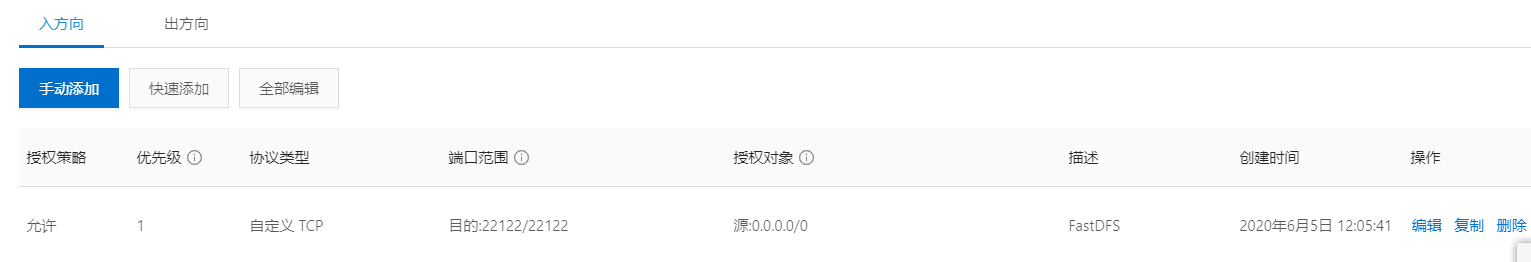 入方向 出方向
手动添加 快速添加 全部编辑
授权策略 优先级 协议类型 端口范围 授权对象 描述 创建时间 操作
允许 1 自定义 TCP 目的:22122/22122 源:0.0.0.0/0 FastDFS 2020年6月5日 12:05:41 编辑 复制 删除